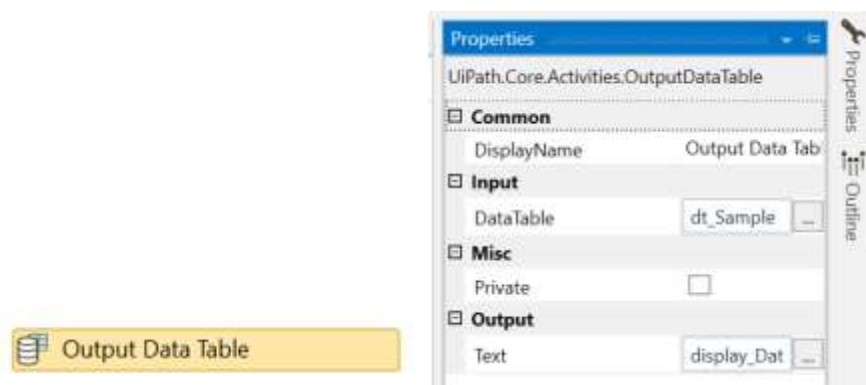 Output Data Table
Properties
UiPath.Core.Activities.OutputDataTable
Common
DisplayName Output Data Tab
Input
DataTable dt_Sample ...
Misc
Private
Output
Text display_Dat ...
Properties
Outline